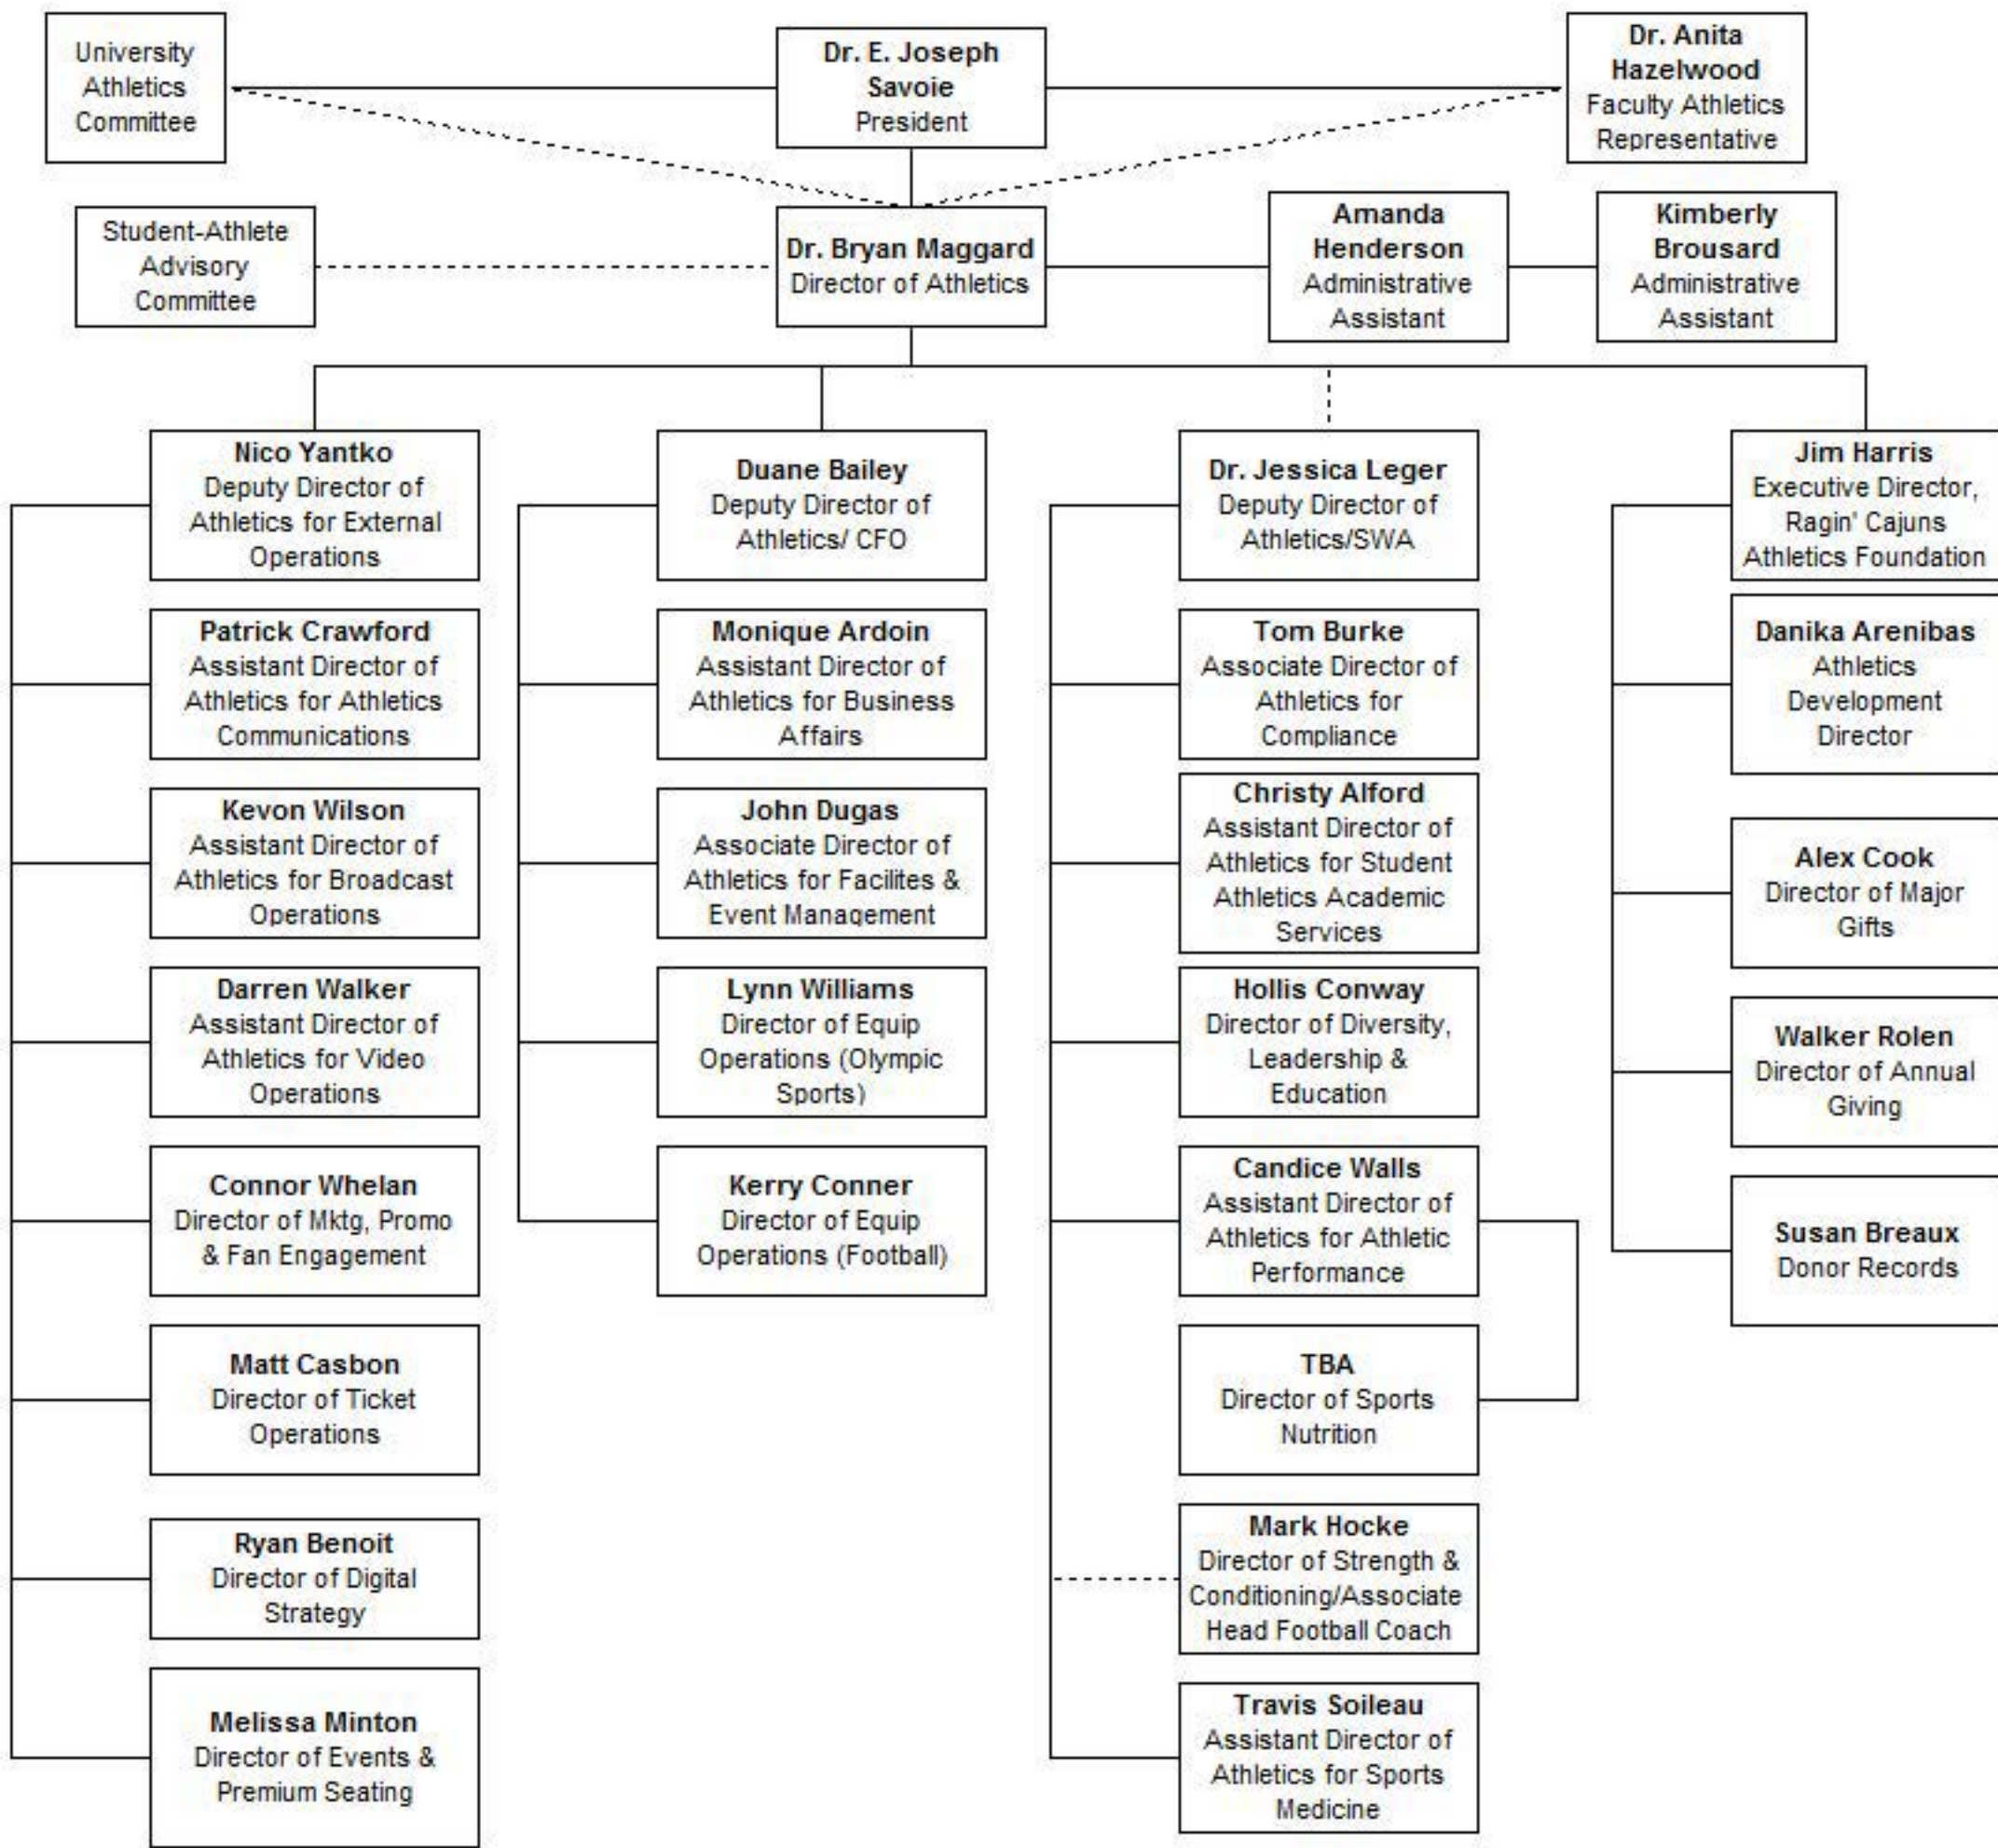 University
Athletics
Committee
Dr. E. Joseph
Savoie
President
Dr. Anita
Hazelwood
Faculty Athletics
Representative
Student-Athlete
Advisory
Committee
Dr. Bryan Maggard
Director of Athletics
Amanda
Henderson
Administrative
Assistant
Kimberly
Brousard
Administrative
Assistant
Nico Yantko
Deputy Director of
Athletics for External
Operations
Patrick Crawford
Assistant Director of
Athletics for Athletics
Communications
Kevon Wilson
Assistant Director of
Athletics for Broadcast
Operations
Darren Walker
Assistant Director of
Athletics for Video
Operations
Connor Whelan
Director of Mktg, Promo
& Fan Engagement
Matt Casbon
Director of Ticket
Operations
Ryan Benoit
Director of Digital
Strategy
Melissa Minton
Director of Events &
Premium Seating
Duane Bailey
Deputy Director of
Athletics/ CFO
Monique Ardoin
Assistant Director of
Athletics for Business
Affairs
John Dugas
Associate Director of
Athletics for Facilites &
Event Management
Lynn Williams
Director of Equip
Operations (Olympic
Sports)
Kerry Conner
Director of Equip
Operations (Football)
Dr. Jessica Leger
Deputy Director of
Athletics/SWA
Tom Burke
Associate Director of
Athletics for
Compliance
Christy Alford
Assistant Director of
Athletics for Student
Athletics Academic
Services
Hollis Conway
Director of Diversity,
Leadership &
Education
Candice Walls
Assistant Director of
Athletics for Athletic
Performance
TBA
Director of Sports
Nutrition
Mark Hocke
Director of Strength &
Conditioning/Associate
Head Football Coach
Travis Soileau
Assistant Director of
Athletics for Sports
Medicine
Jim Harris
Executive Director,
Ragin' Cajuns
Athletics Foundation
Danika Arenibas
Athletics
Development
Director
Alex Cook
Director of Major
Gifts
Walker Rolen
Director of Annual
Giving
Susan Breaux
Donor Records